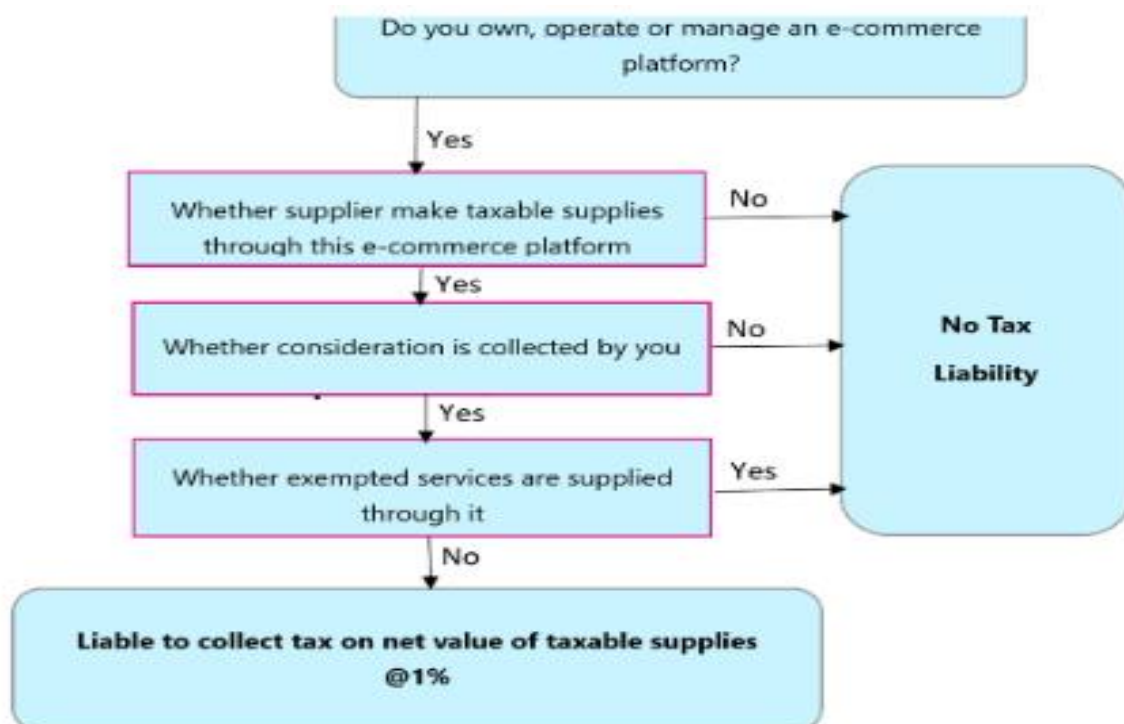 Do you own, operate or manage an e-commerce
platform?
Yes
Whether supplier make taxable supplies
through this e-commerce platform
No
Yes
Whether consideration is collected by you
No
No Tax
Liability
Yes
Whether exempted services are supplied
through it
Yes
No
Liable to collect tax on net value of taxable supplies
@1%